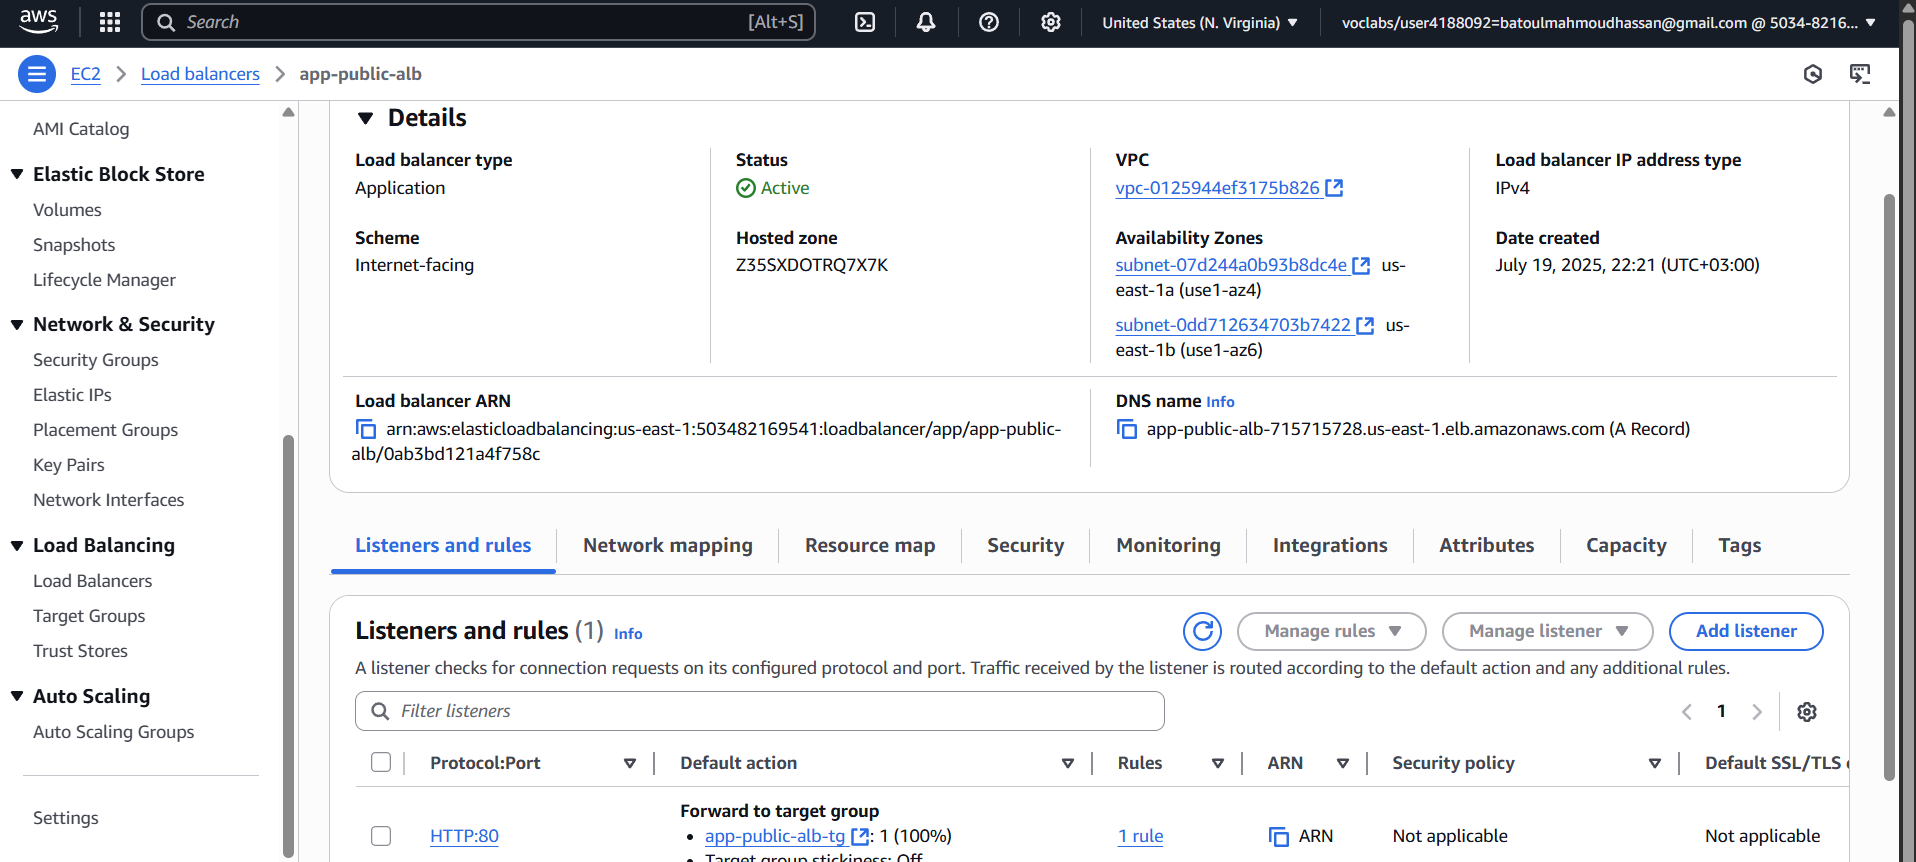 aws
Search [Alt+S]
United States (N. Virginia)
voclabs/user4188092=batoulmahmoudhassan@gmail.com @ 5034-8216...
EC2
Load balancers
app-public-alb
AMI Catalog
Elastic Block Store
Volumes
Snapshots
Lifecycle Manager
Network & Security
Security Groups
Elastic IPs
Placement Groups
Key Pairs
Network Interfaces
Load Balancing
Load Balancers
Target Groups
Trust Stores
Auto Scaling
Auto Scaling Groups
Settings
Details
Load balancer type
Application
Status
Active
VPC
vpc-0125944ef3175b826
Load balancer IP address type
IPv4
Scheme
Internet-facing
Hosted zone
Z35SXDOTRQ7X7K
Availability Zones
subnet-07d244a0b93b8dc4e us-
east-1a (use1-az4)
subnet-0dd712634703b7422 us-
east-1b (use1-az6)
Date created
July 19, 2025, 22:21 (UTC+03:00)
Load balancer ARN
arn:aws:elasticloadbalancing:us-east-1:503482169541:loadbalancer/app/app-public-
alb/0ab3bd121a4f758c
DNS name Info
app-public-alb-715715728.us-east-1.elb.amazonaws.com (A Record)
Listeners and rules
Network mapping
Resource map
Security
Monitoring
Integrations
Attributes
Capacity
Tags
Listeners and rules (1) Info
Manage rules
Manage listener
Add listener
A listener checks for connection requests on its configured protocol and port. Traffic received by the listener is routed according to the default action and any additional rules.
Filter listeners
1
Protocol:Port
Default action
Rules
ARN
Security policy
Default SSL/TLS
HTTP:80
Forward to target group
• app-public-alb-tg : 1 (100%)
• Target group stickiness: Off
1 rule
ARN
Not applicable
Not applicable